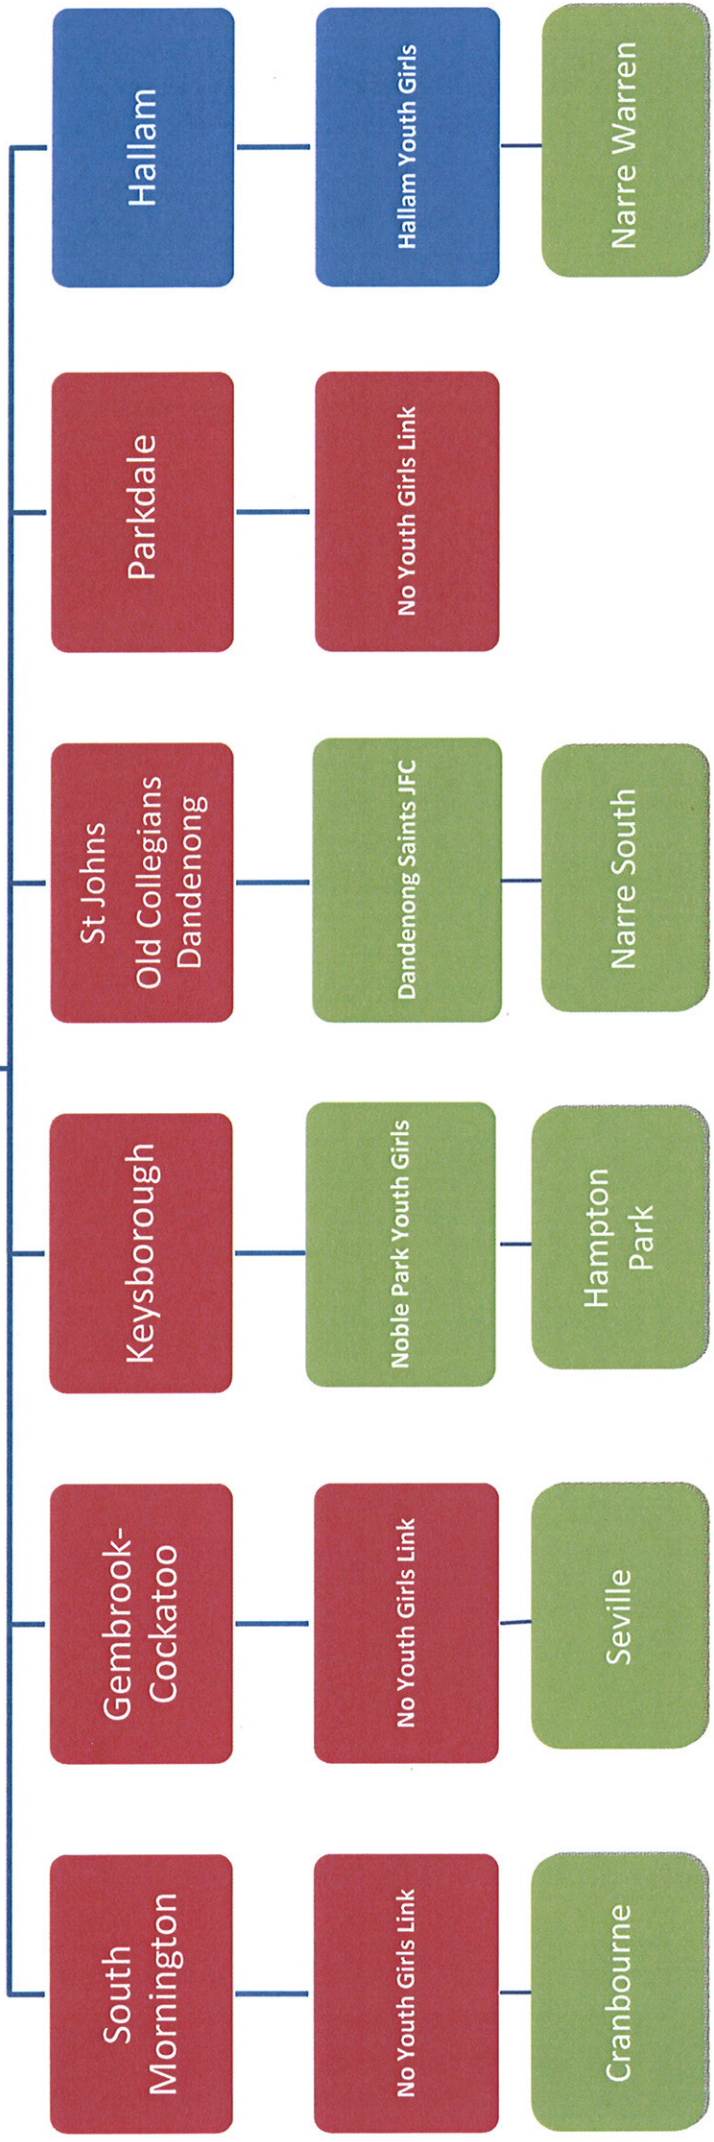 South
Mornington
Gembrook-
Cockatoo
Keysborough
St Johns
Old Collegians
Dandenong
Parkdale
Hallam
No Youth Girls Link
No Youth Girls Link
Noble Park Youth Girls
Dandenong Saints JFC
No Youth Girls Link
Hallam Youth Girls
Cranbourne
Seville
Hampton
Park
Narre South
Narre Warren